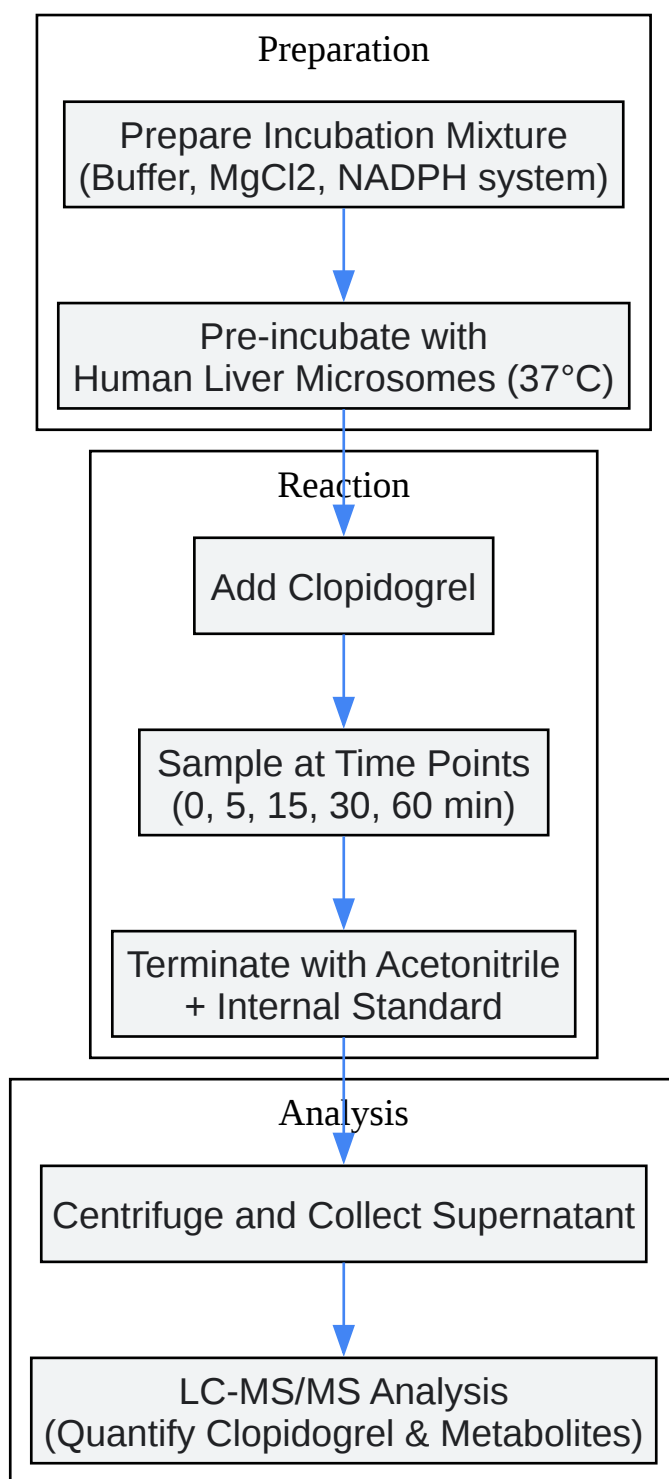 Preparation
Prepare Incubation Mixture
(Buffer, MgCl2, NADPH system)
Pre-incubate with
Human Liver Microsomes (37°C)
Reaction
Add Clopidogrel
Sample at Time Points
(0, 5, 15, 30, 60 min)
Terminate with Acetonitrile
+ Internal Standard
Analysis
Centrifuge and Collect Supernatant
LC-MS/MS Analysis
(Quantify Clopidogrel & Metabolites)